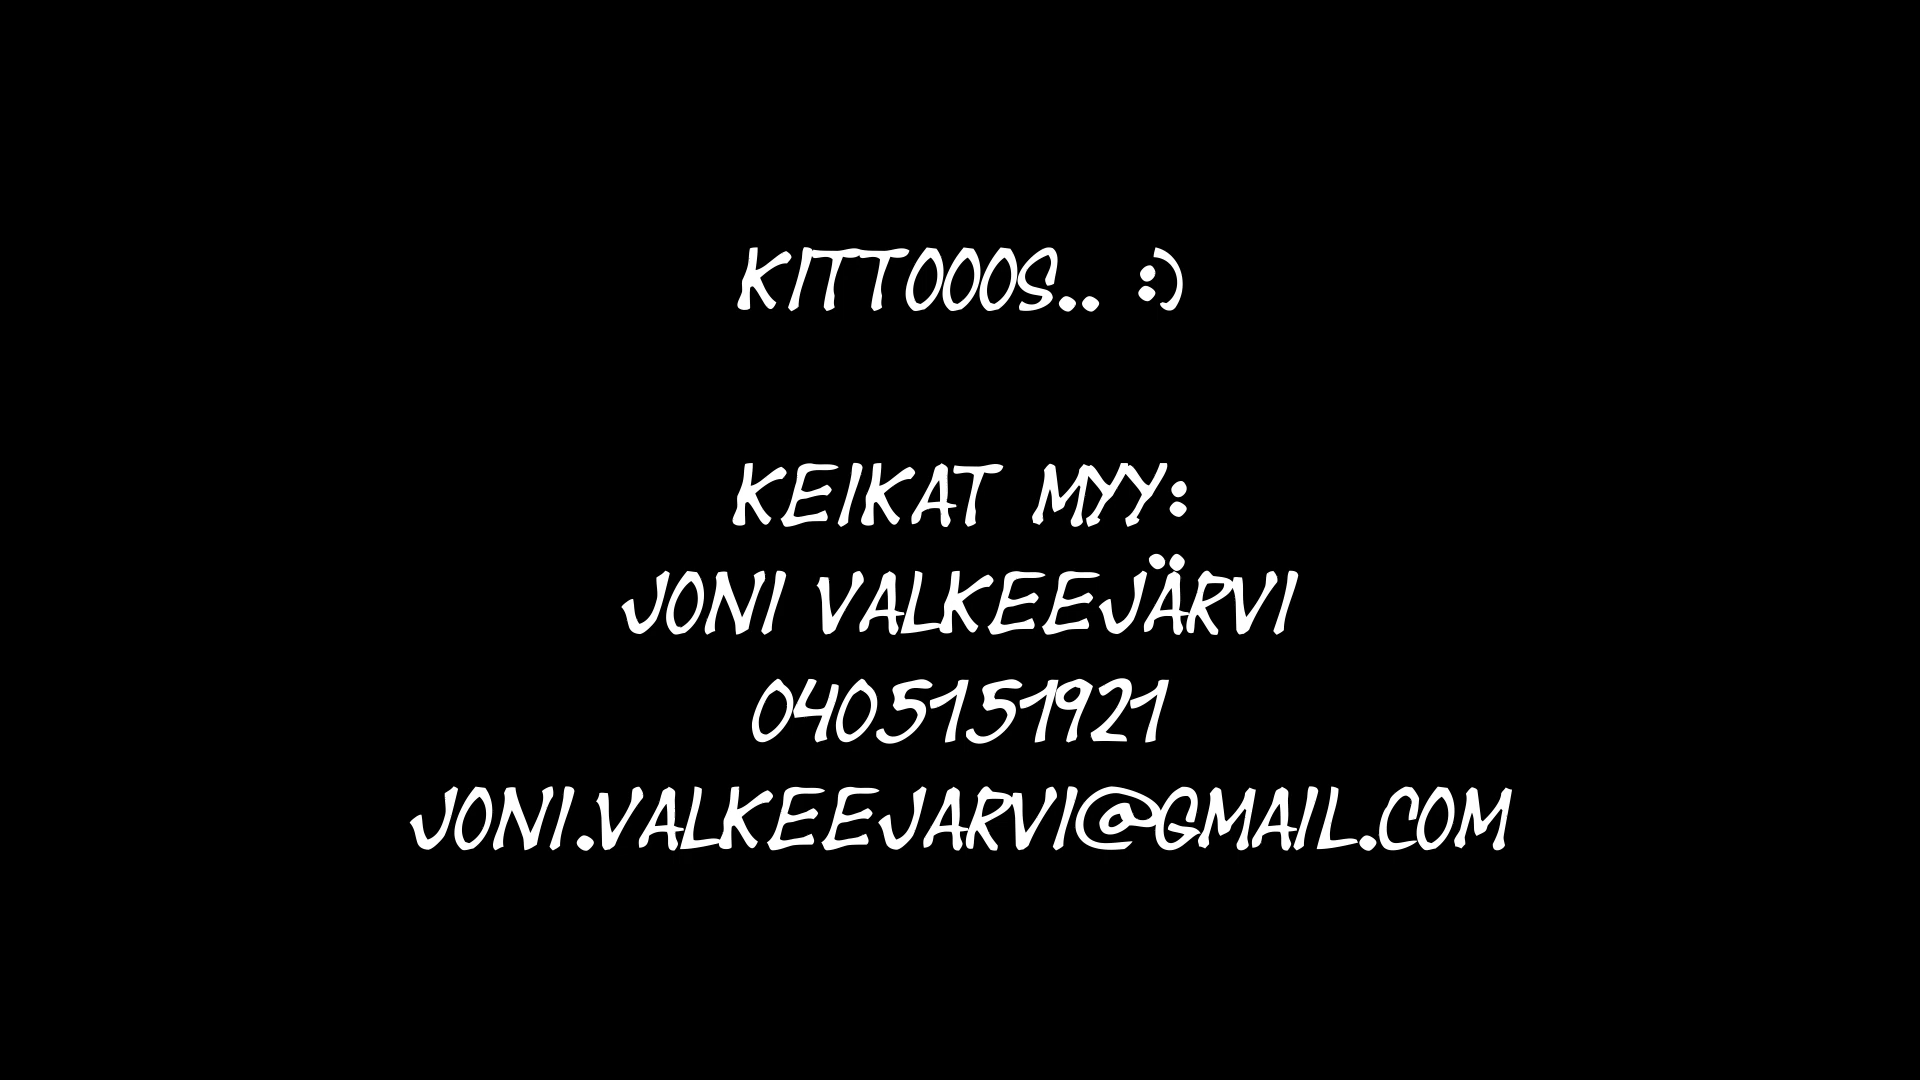 KITTOOOS.. :)
KEIKAT MYY:
JONI VALKEEJÄRVI
0405151921
JONI.VALKEEJARVI@GMAIL.COM